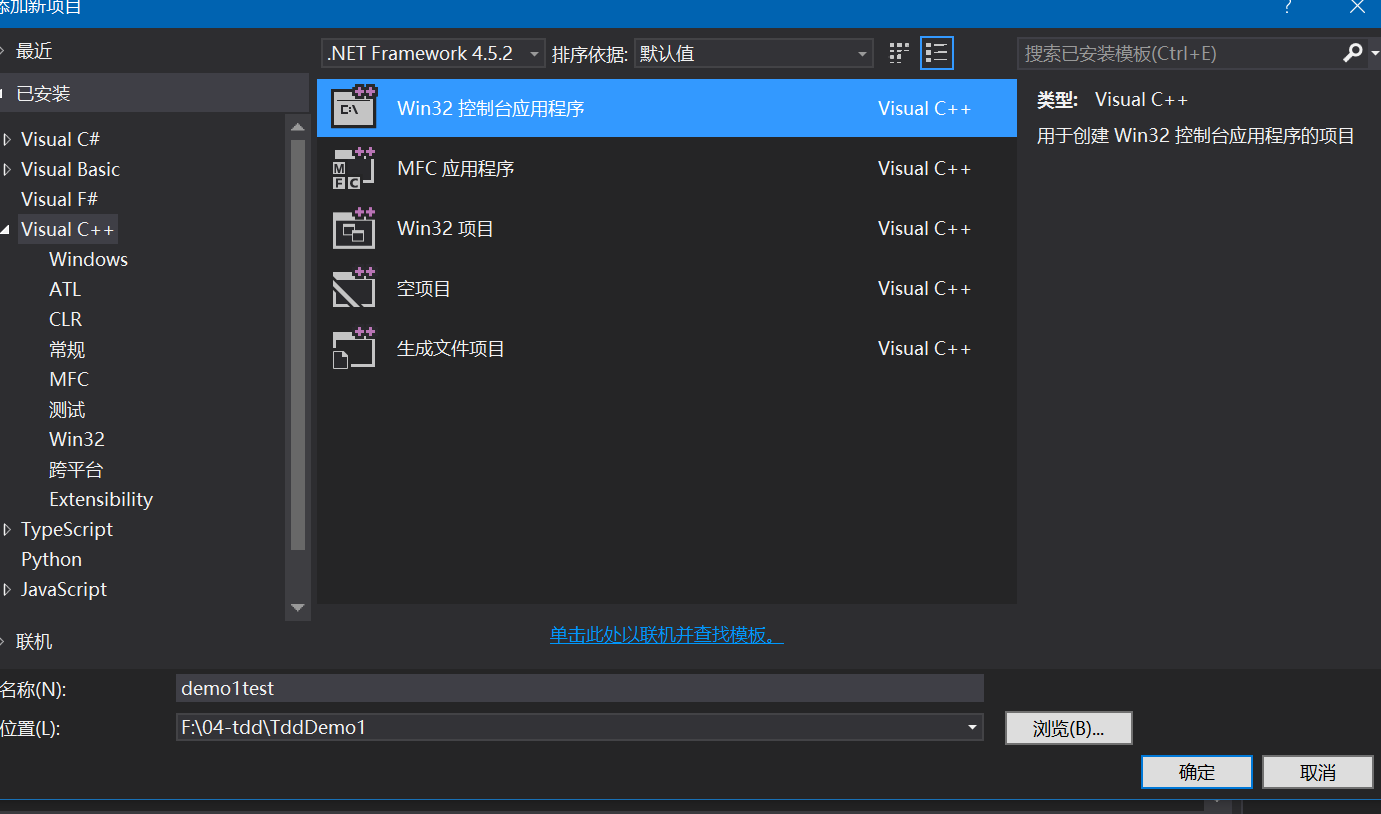 添加新项目
?
最近
.NET Framework 4.5.2 排序依据: 默认值
搜索已安装模板(Ctrl+E)
已安装
Visual C#
Visual Basic
Visual F#
Visual C++
Windows
ATL
CLR
常规
MFC
测试
Win32
跨平台
Extensibility
TypeScript
Python
JavaScript
联机
Win32 控制台应用程序 Visual C++
MFC 应用程序 Visual C++
Win32 项目 Visual C++
空项目 Visual C++
生成文件项目 Visual C++
类型: Visual C++
用于创建 Win32 控制台应用程序的项目
单击此处以联机并查找模板。
名称(N): demo1test
位置(L): F:\04-tdd\TddDemo1
浏览(B)...
确定 取消